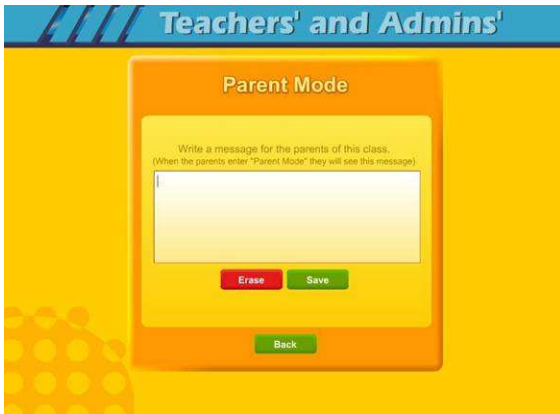 Teachers' and Admins'
Parent Mode
Write a message for the parents of this class.
(When the parents enter "Parent Mode" they will see this message)
Erase Save
Back